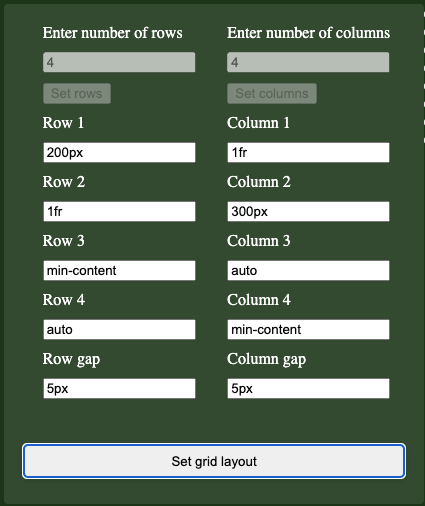 Enter number of rows
Enter number of columns
4
4
Set rows
Set columns
Row 1
Column 1
200px
1fr
Row 2
Column 2
1fr
300px
Row 3
Column 3
min-content
auto
Row 4
Column 4
auto
min-content
Row gap
Column gap
5px
5px
Set grid layout